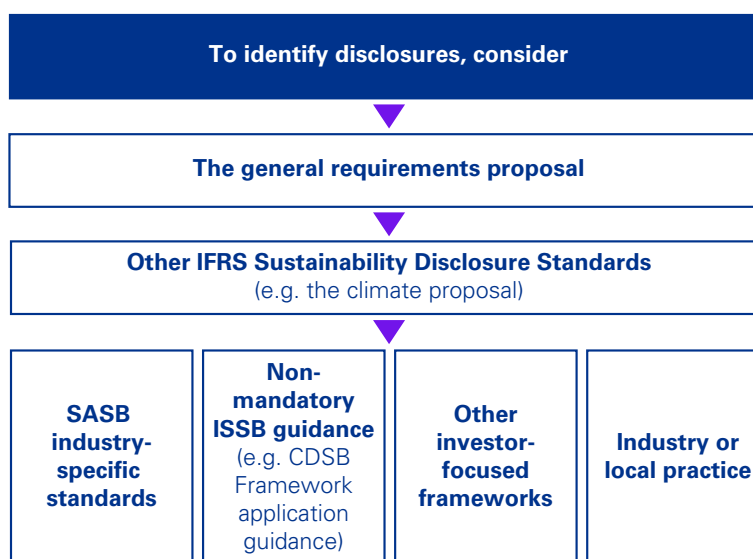 To identify disclosures, consider
The general requirements proposal
Other IFRS Sustainability Disclosure Standards
(e.g. the climate proposal)
SASB
industry-
specific
standards
Non-
mandatory
ISSB guidance
(e.g. CDSB
Framework
application
guidance)
Other
investor-
focused
frameworks
Industry or
local practice